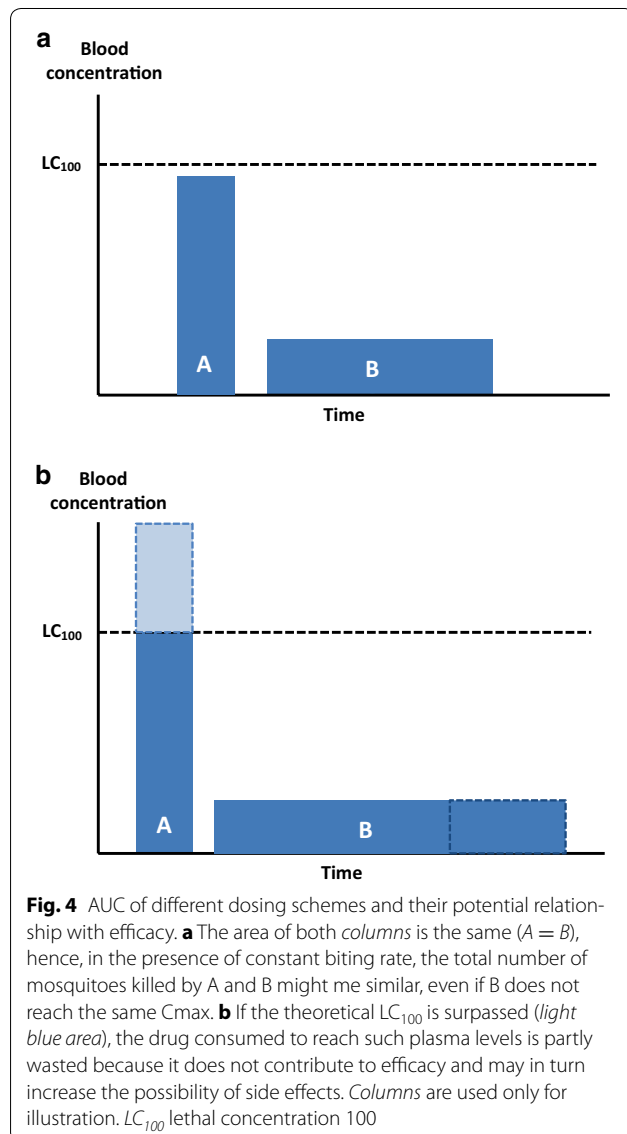 a
Blood
concentration
LC100
A
B
Time
b
Blood
concentration
LC100
A
B
Time
Fig. 4 AUC of different dosing schemes and their potential relation-
ship with efficacy. a The area of both columns is the same (A = B),
hence, in the presence of constant biting rate, the total number of
mosquitoes killed by A and B might me similar, even if B does not
reach the same Cmax. b If the theoretical LC100 is surpassed (light
blue area), the drug consumed to reach such plasma levels is partly
wasted because it does not contribute to efficacy and may in turn
increase the possibility of side effects. Columns are used only for
illustration. LC100 lethal concentration 100